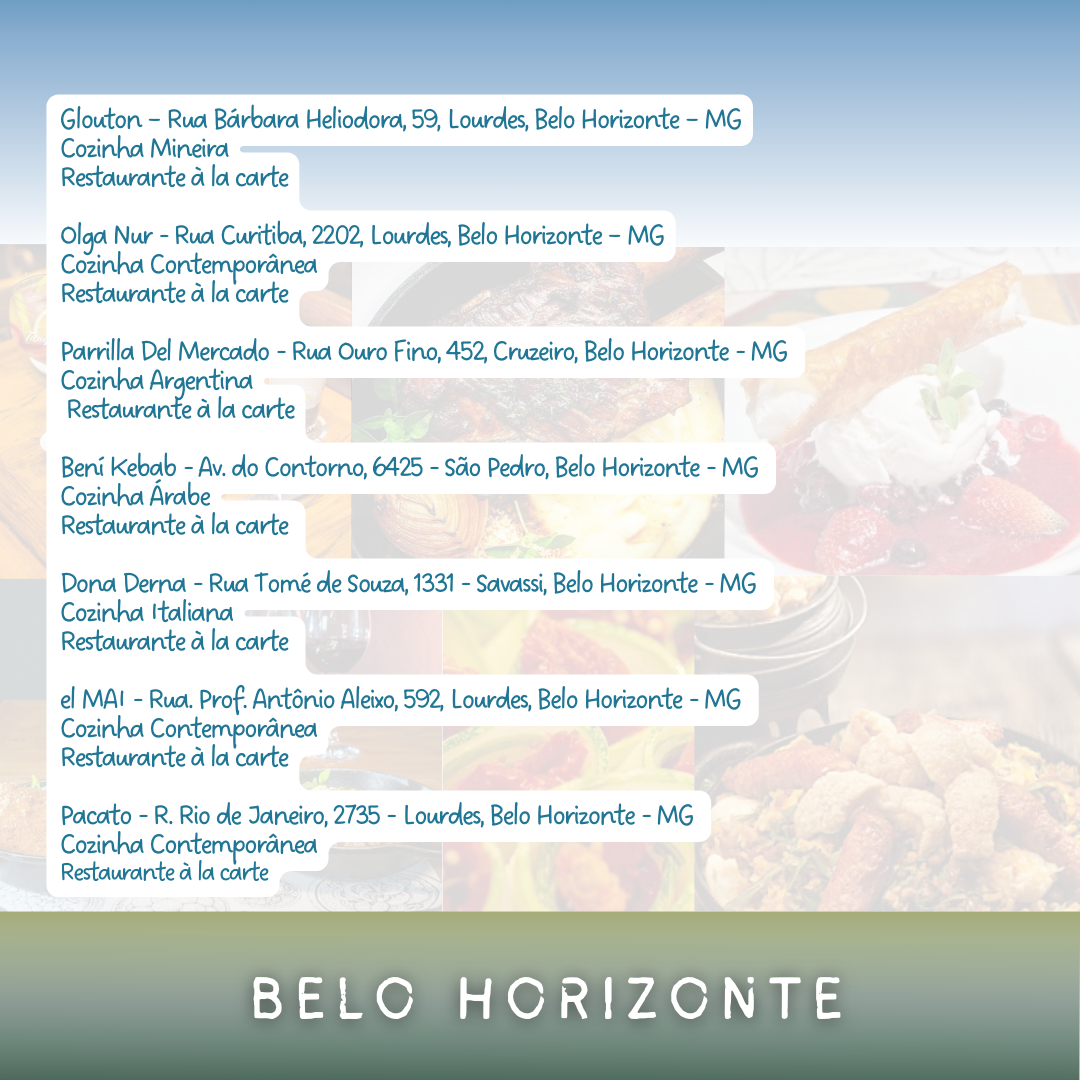 Glouton – Rua Bárbara Heliodora, 59, Lourdes, Belo Horizonte – MG
Cozinha Mineira
Restaurante à la carte
Olga Nur - Rua Curitiba, 2202, Lourdes, Belo Horizonte – MG
Cozinha Contemporânea
Restaurante à la carte
Parrilla Del Mercado - Rua Ouro Fino, 452, Cruzeiro, Belo Horizonte - MG
Cozinha Argentina
Restaurante à la carte
Bení Kebab - Av. do Contorno, 6425 - São Pedro, Belo Horizonte - MG
Cozinha Árabe
Restaurante à la carte
Dona Derna - Rua Tomé de Souza, 1331 - Savassi, Belo Horizonte - MG
Cozinha Italiana
Restaurante à la carte
el MAI - Rua. Prof. Antônio Aleixo, 592, Lourdes, Belo Horizonte - MG
Cozinha Contemporânea
Restaurante à la carte
Pacato - R. Rio de Janeiro, 2735 - Lourdes, Belo Horizonte - MG
Cozinha Contemporânea
Restaurante à la carte
BELO HORIZONTE